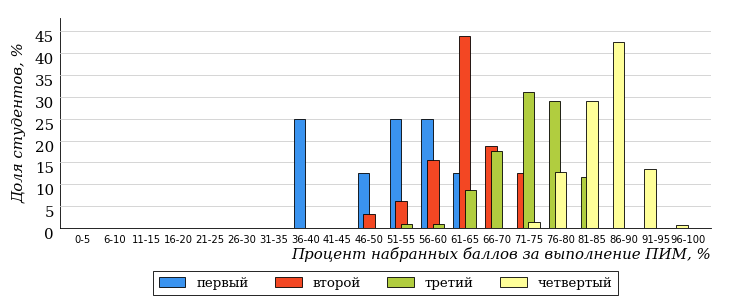 Доля студентов, %
45
40
35
30
25
20
15
10
5
0
0-5 6-10 11-15 16-20 21-25 26-30 31-35 36-40 41-45 46-50 51-55 56-60 61-65 66-70 71-75 76-80 81-85 86-90 91-95 96-100
Процент набранных баллов за выполнение ПИМ, %
первый второй третий четвертый